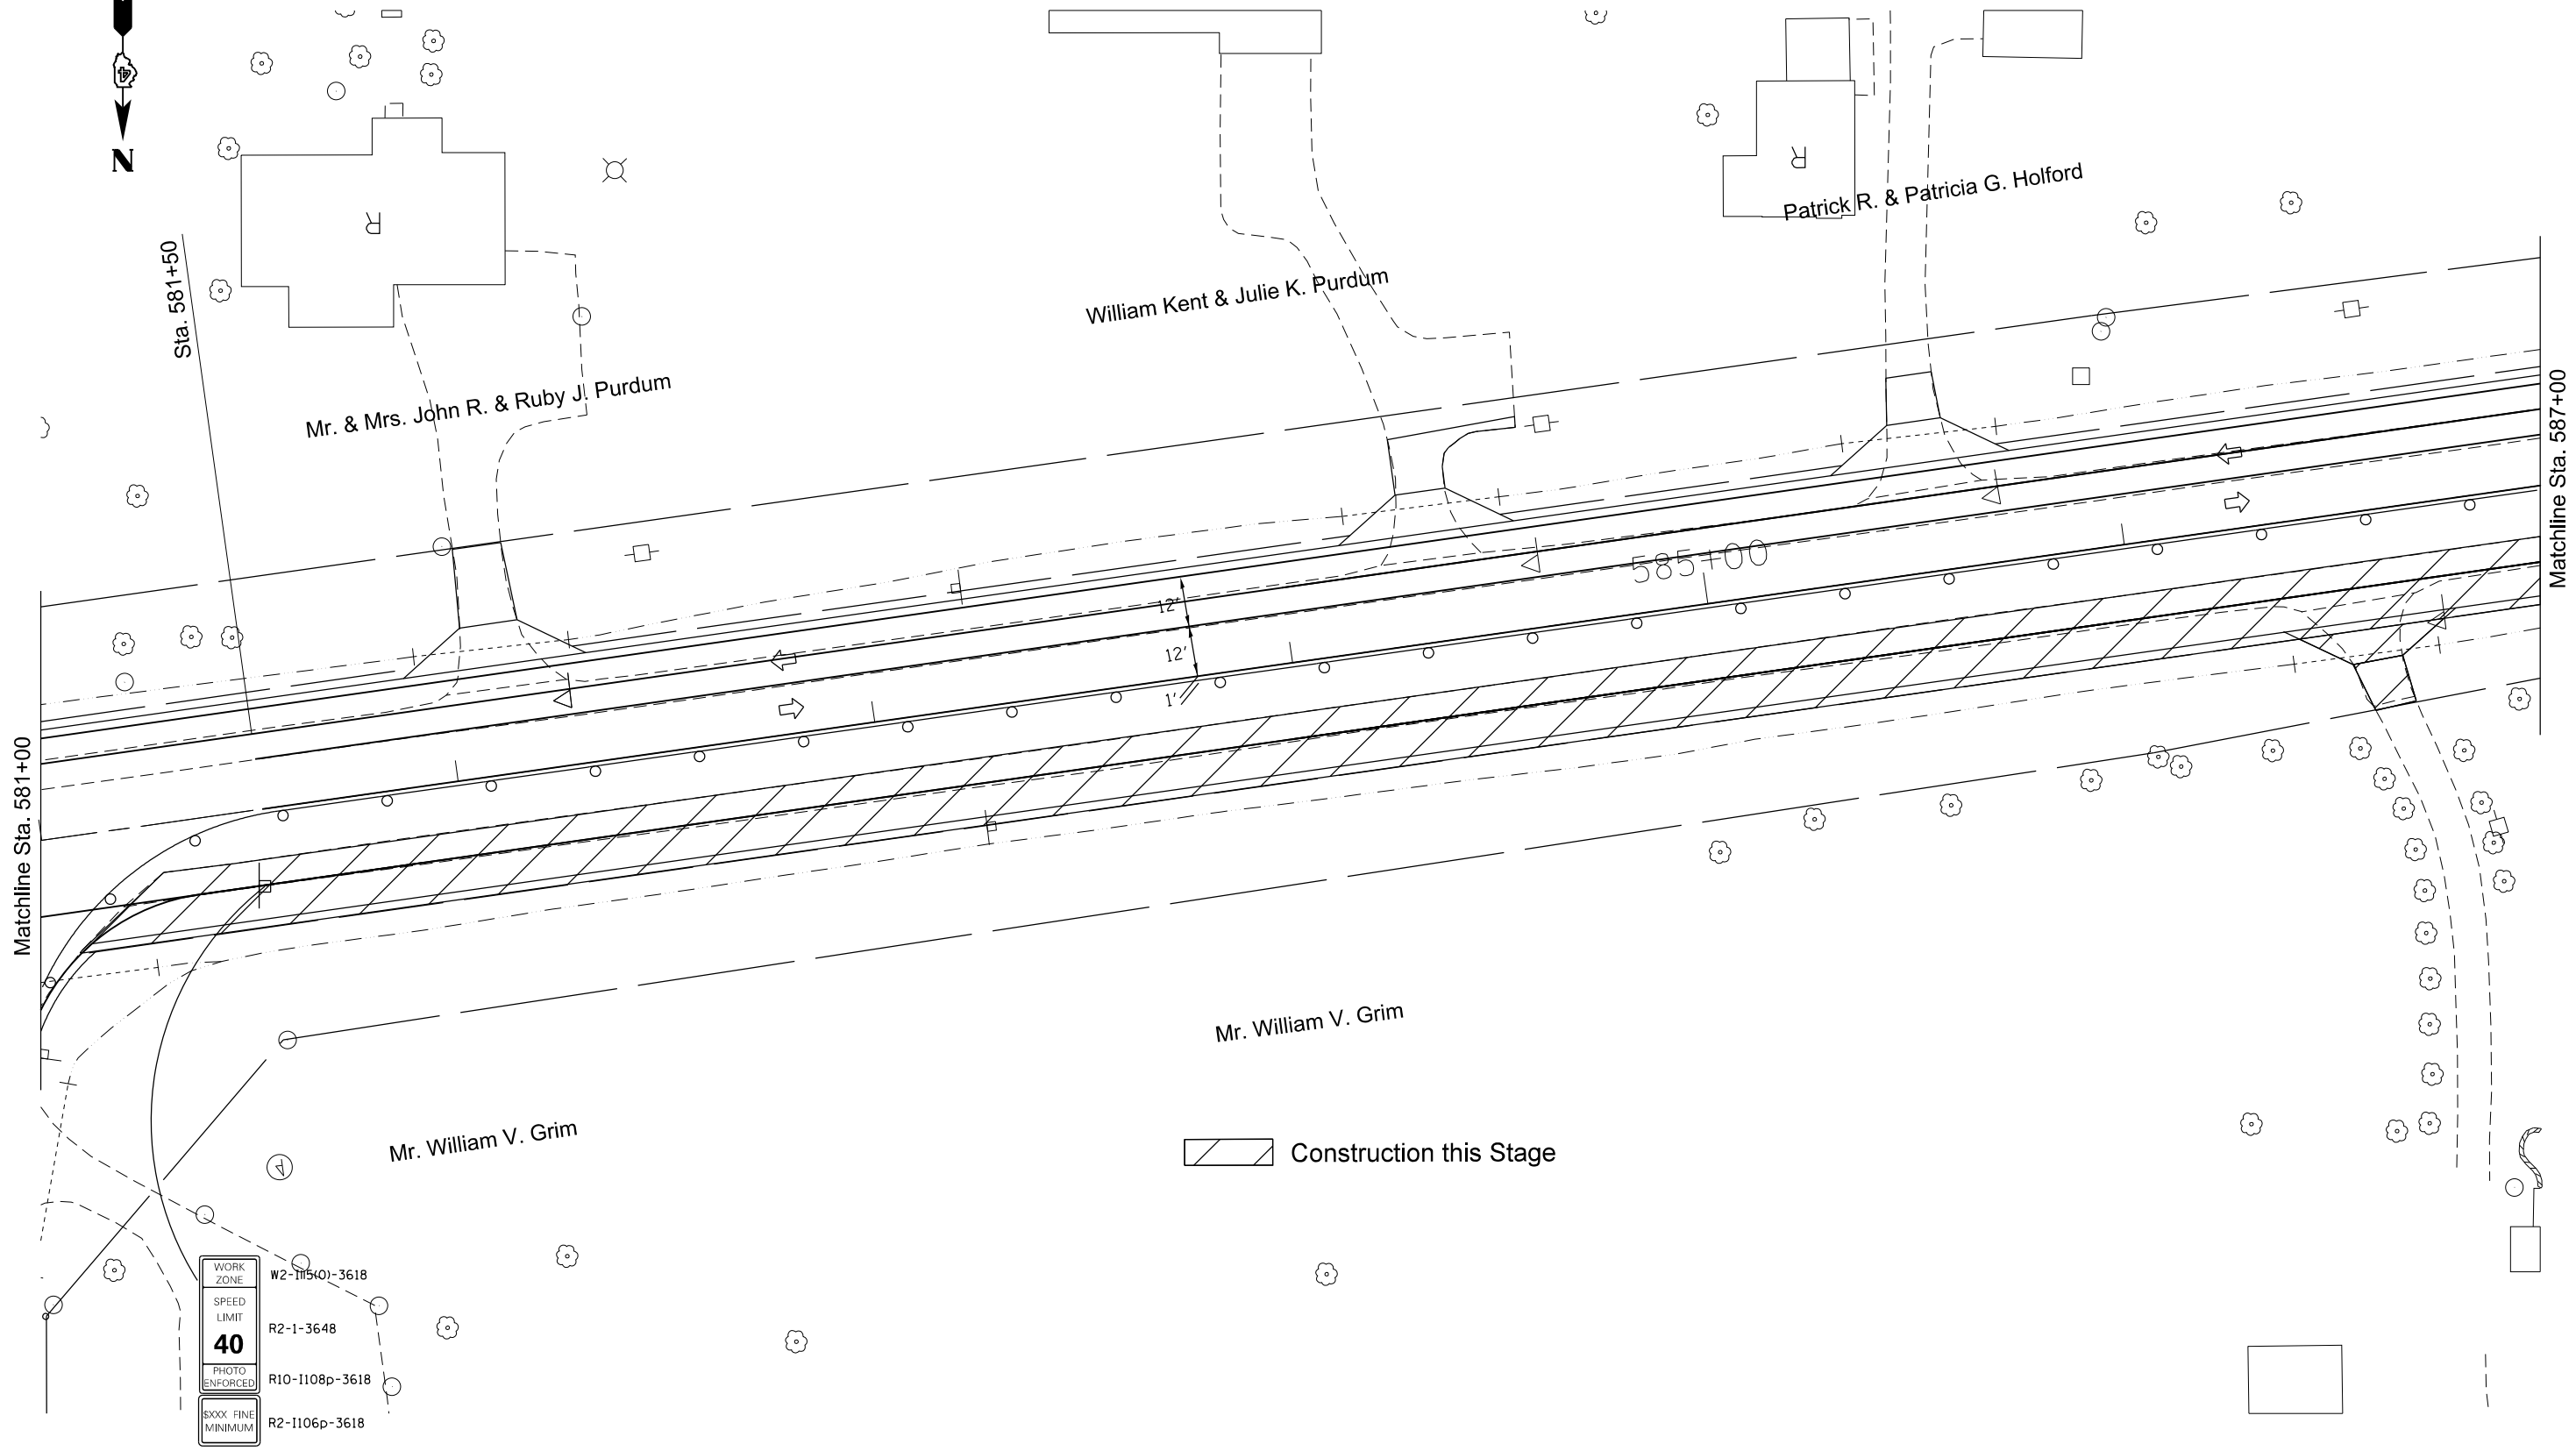 4
N
R
R
Patrick R. & Patricia G. Holford
Sta. 581+50
William Kent & Julie K. Purdum
Mr. & Mrs. John R. & Ruby J. Purdum
Matchline Sta. 587+00
585+00
12'
12'
1'
Matchline Sta. 581+00
Mr. William V. Grim
Mr. William V. Grim
A
Construction this Stage
WORK
ZONE
W2-I115(O)-3618
SPEED
LIMIT
40
R2-1-3648
PHOTO
ENFORCED
R10-I108p-3618
$XXX FINE
MINIMUM
R2-I106p-3618